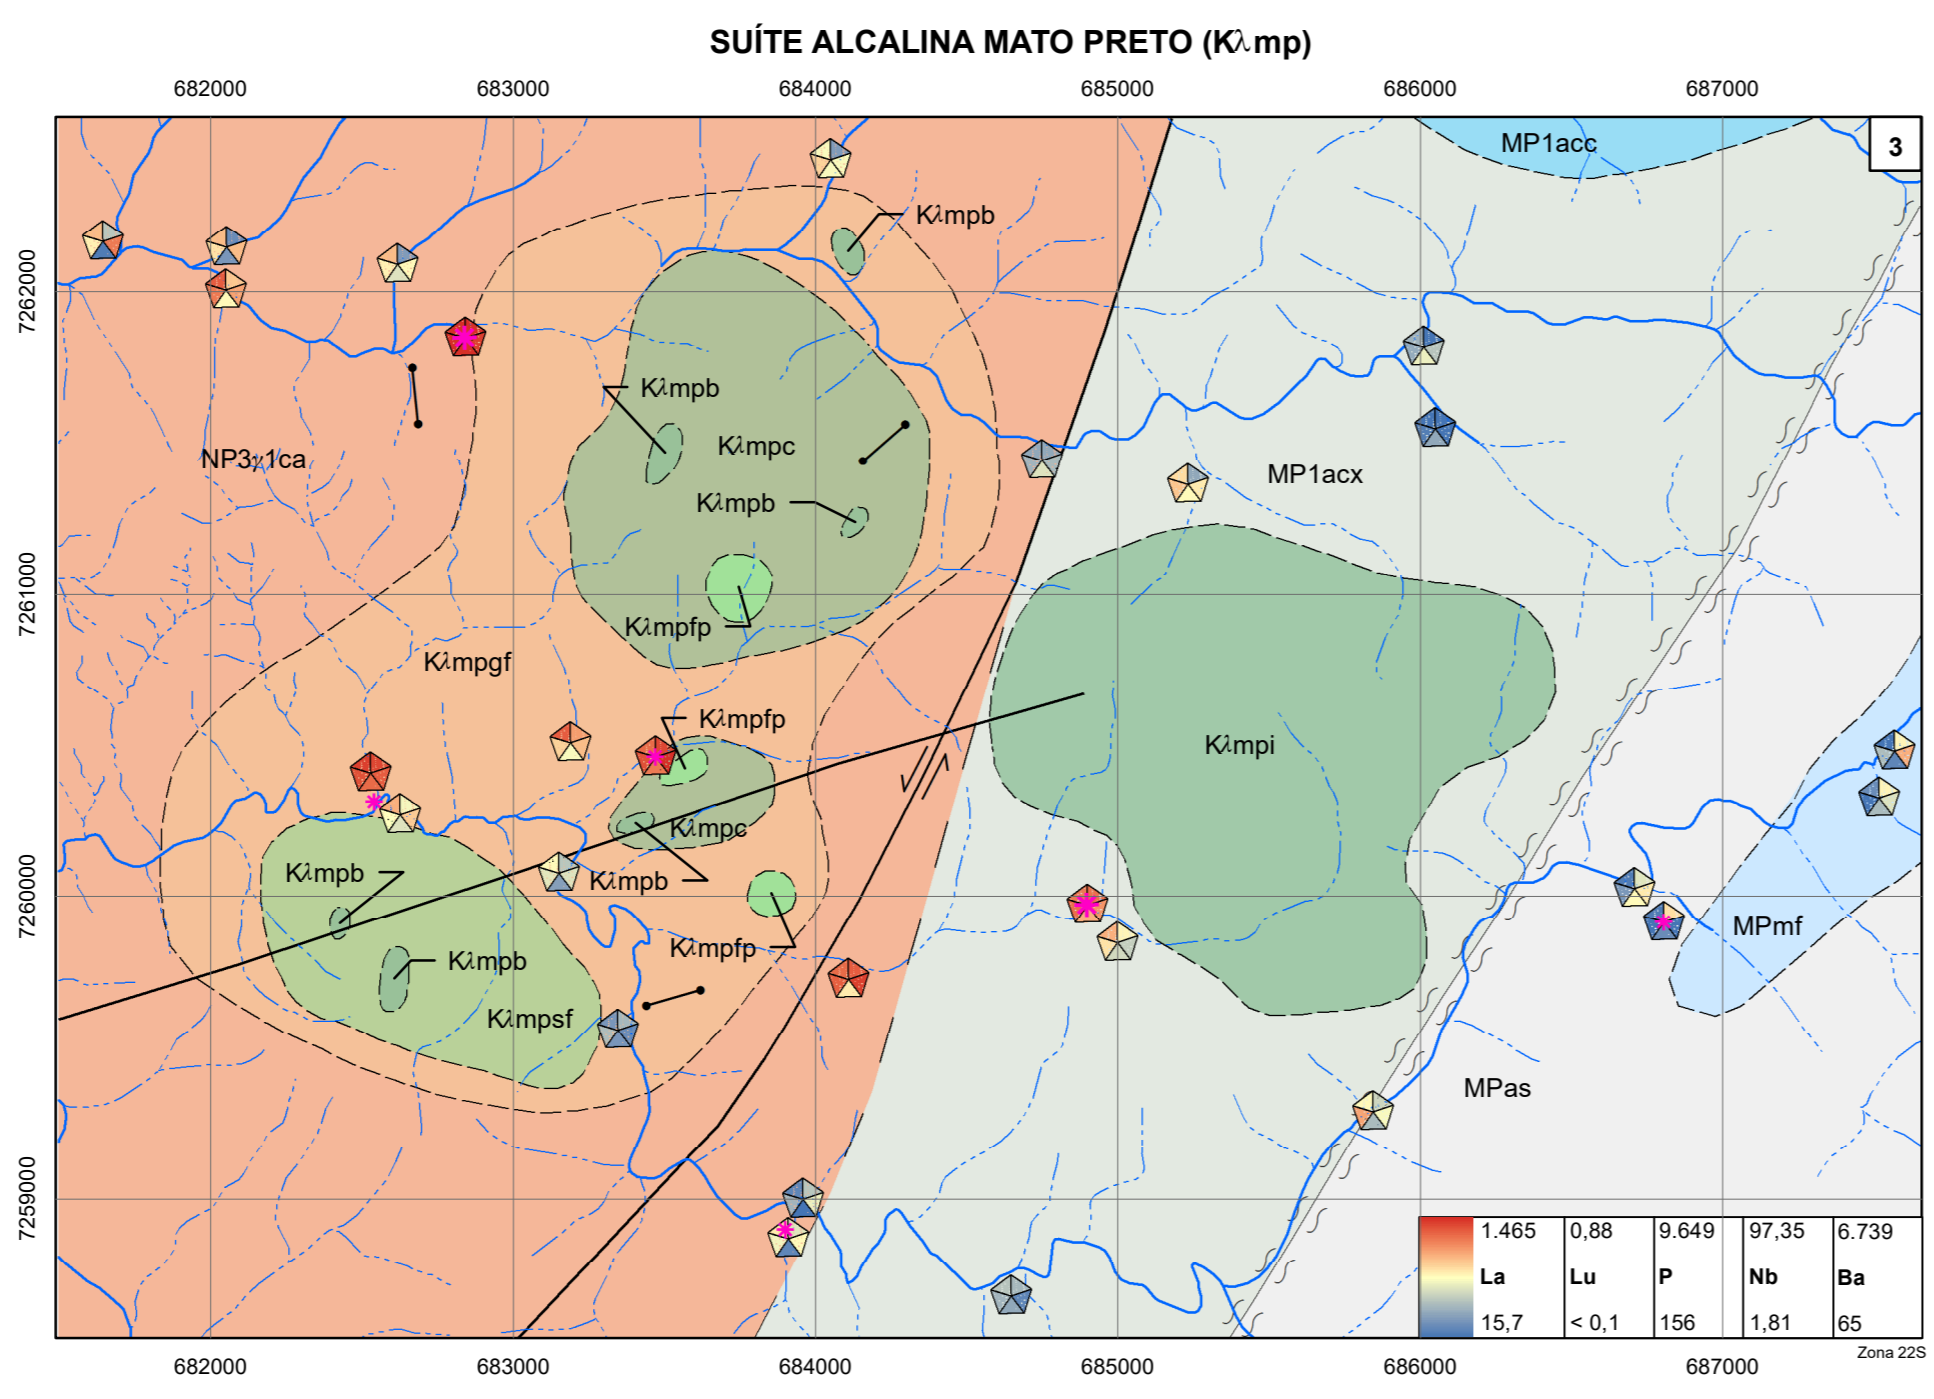 SUÍTE ALCALINA MATO PRETO (Kλmp)
682000 683000 684000 685000 686000 687000
MP1acc
3
Kλmpb
7262000
Kλmpb
Kλmpc
NP3γ1ca
MP1acx
Kλmpb
7261000
Kλmpfp
Kλmpgf
Kλmpfp
Kλmpi
Kλmpc
Kλmpb
Kλmpb
7260000
MPmf
Kλmpfp
Kλmpb
Kλmpsf
MPas
7259000
1.465 0,88 9.649 97,35 6.739
La Lu P Nb Ba
15,7 < 0,1 156 1,81 65
Zona 22S
682000 683000 684000 685000 686000 687000